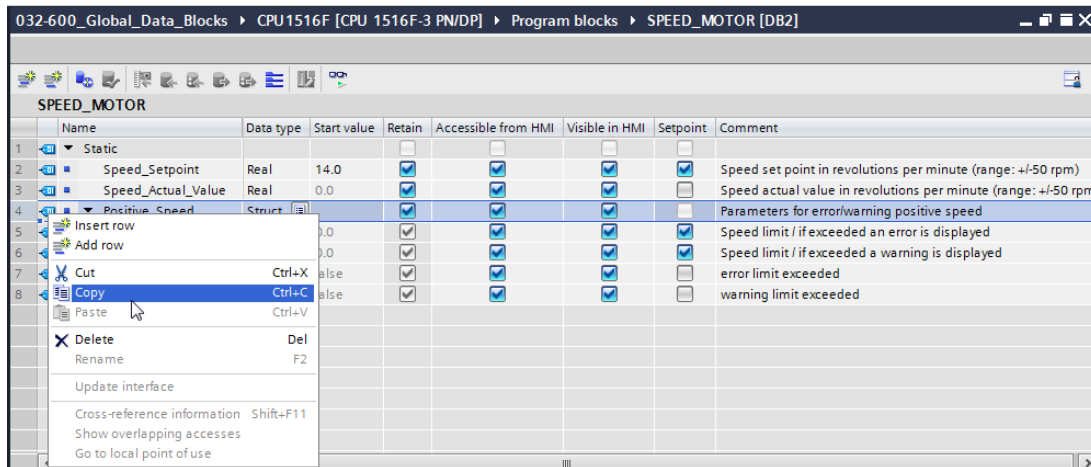 032-600_Global_Data_Blocks ▸ CPU1516F [CPU 1516F-3 PN/DP] ▸ Program blocks ▸ SPEED_MOTOR [DB2]
SPEED_MOTOR
Name Data type Start value Retain Accessible from HMI Visible in HMI Setpoint Comment
1 Static
2 Speed_Setpoint Real 14.0 Speed set point in revolutions per minute (range: +/-50 rpm)
3 Speed_Actual_Value Real 0.0 Speed actual value in revolutions per minute (range: +/-50 rpm
4 Positive_Speed Struct Parameters for error/warning positive speed
5 0.0 Speed limit / if exceeded an error is displayed
6 0.0 Speed limit / if exceeded a warning is displayed
7 alse error limit exceeded
8 alse warning limit exceeded
Insert row
Add row
Cut Ctrl+X
Copy Ctrl+C
Paste Ctrl+V
Delete Del
Rename F2
Update interface
Cross-reference information Shift+F11
Show overlapping accesses
Go to local point of use